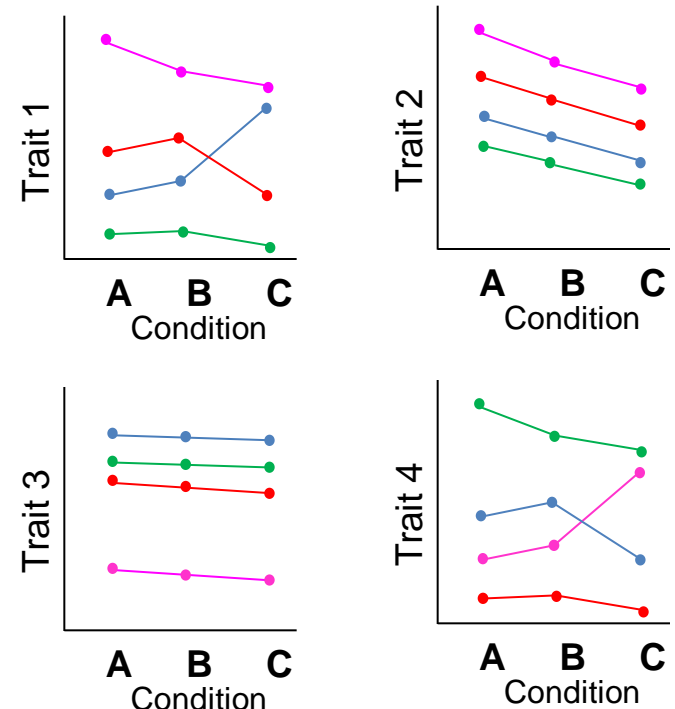 Trait 1
A B C
Condition
Trait 2
A B C
Condition
Trait 3
A B C
Condition
Trait 4
A B C
Condition